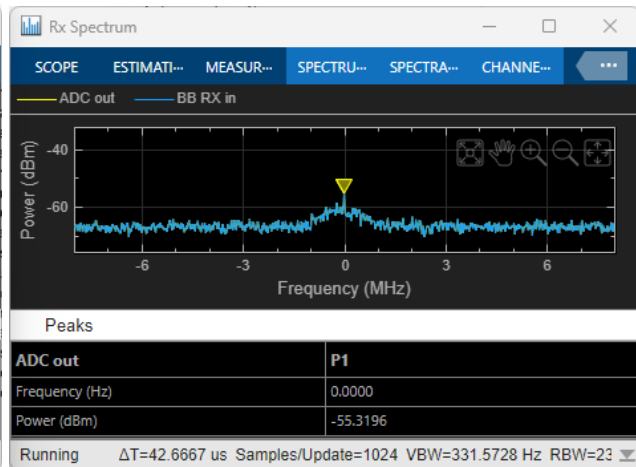 Rx Spectrum
SCOPE ESTIMATI... MEASUR... SPECTRU... SPECTRA... CHANNE... ...
ADC out BB RX in
Power (dBm)
-40
-60
-6 -3 0 3 6
Frequency (MHz)
Peaks
ADC out P1
Frequency (Hz) 0.0000
Power (dBm) -55.3196
Running ΔT=42.6667 us Samples/Update=1024 VBW=331.5728 Hz RBW=23